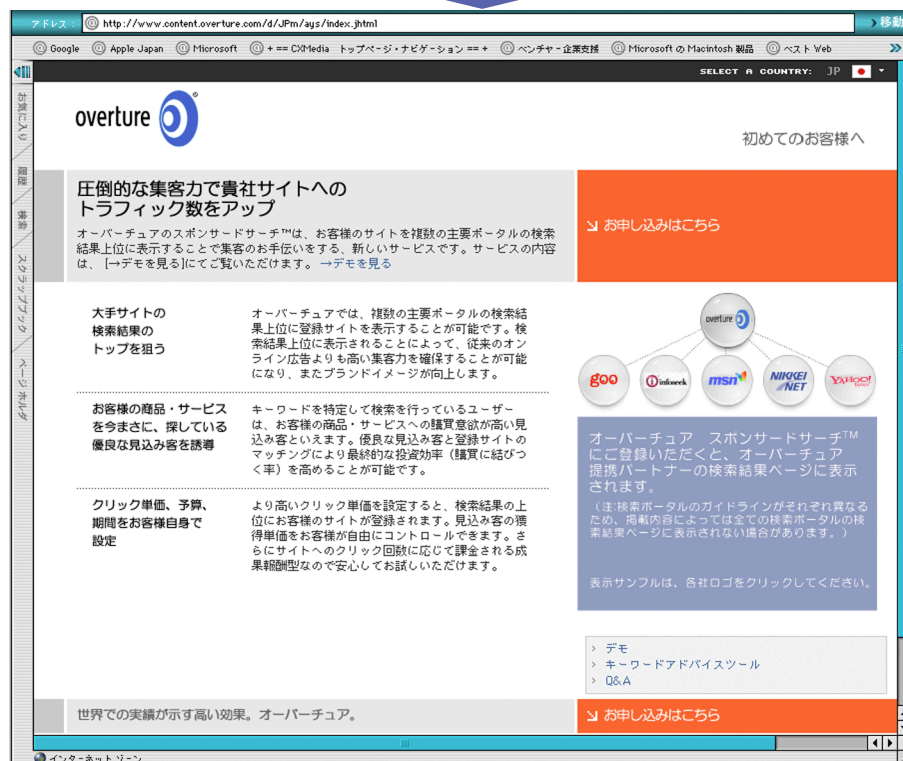 アドレス： @ http://www.content.overture.com/d/JPm/ays/index.jhtml 移動
@ Google @ Apple Japan @ Microsoft @ + == CXMedia トップページ・ナビゲーション == + @ ベンチャー企業支援 @ Microsoft の Macintosh 製品 @ ベスト Web »
SELECT A COUNTRY: JP
お気に入り
履歴
検索
スクラップブック
ページホルダ
overture ®
初めてのお客様へ
圧倒的な集客力で貴社サイトへの
トラフィック数をアップ
オーバーチュアのスポンサードサーチ™は、お客様のサイトを複数の主要ポータルの検索
結果上位に表示することで集客のお手伝いをする、新しいサービスです。サービスの内容
は、[→デモを見る]にてご覧いただけます。 →デモを見る
お申し込みはこちら
大手サイトの
検索結果の
トップを狙う
オーバーチュアでは、複数の主要ポータルの検索結
果上位に登録サイトを表示することが可能です。検
索結果上位に表示されることによって、従来のオン
ライン広告よりも高い集客力を確保することが可能
になり、またブランドイメージが向上します。
お客様の商品・サービス
を今まさに、探している
優良な見込み客を誘導
キーワードを特定して検索を行っているユーザー
は、お客様の商品・サービスへの購買意欲が高い見
込み客といえます。優良な見込み客と登録サイトの
マッチングにより最終的な投資効率（購買に結びつ
く率）を高めることが可能です。
クリック単価、予算、
期間をお客様自身で
設定
より高いクリック単価を設定すると、検索結果の上
位にお客様のサイトが登録されます。見込み客の獲
得単価をお客様が自由にコントロールできます。さ
らにサイトへのクリック回数に応じて課金される成
果報酬型なので安心してお試しいただけます。
overture
goo
infoseek
msn
NIKKEI NET
YAHOO!
オーバーチュア　スポンサードサーチ™
にご登録いただくと、オーバーチュア
提携パートナーの検索結果ページに表示
されます。
（注:検索ポータルのガイドラインがそれぞれ異なる
ため、掲載内容によっては全ての検索ポータルの検
索結果ページに表示されない場合があります。）
表示サンプルは、各社ロゴをクリックしてください。
> デモ
> キーワードアドバイスツール
> Q&A
世界での実績が示す高い効果。オーバーチュア。
お申し込みはこちら
インターネット ゾーン